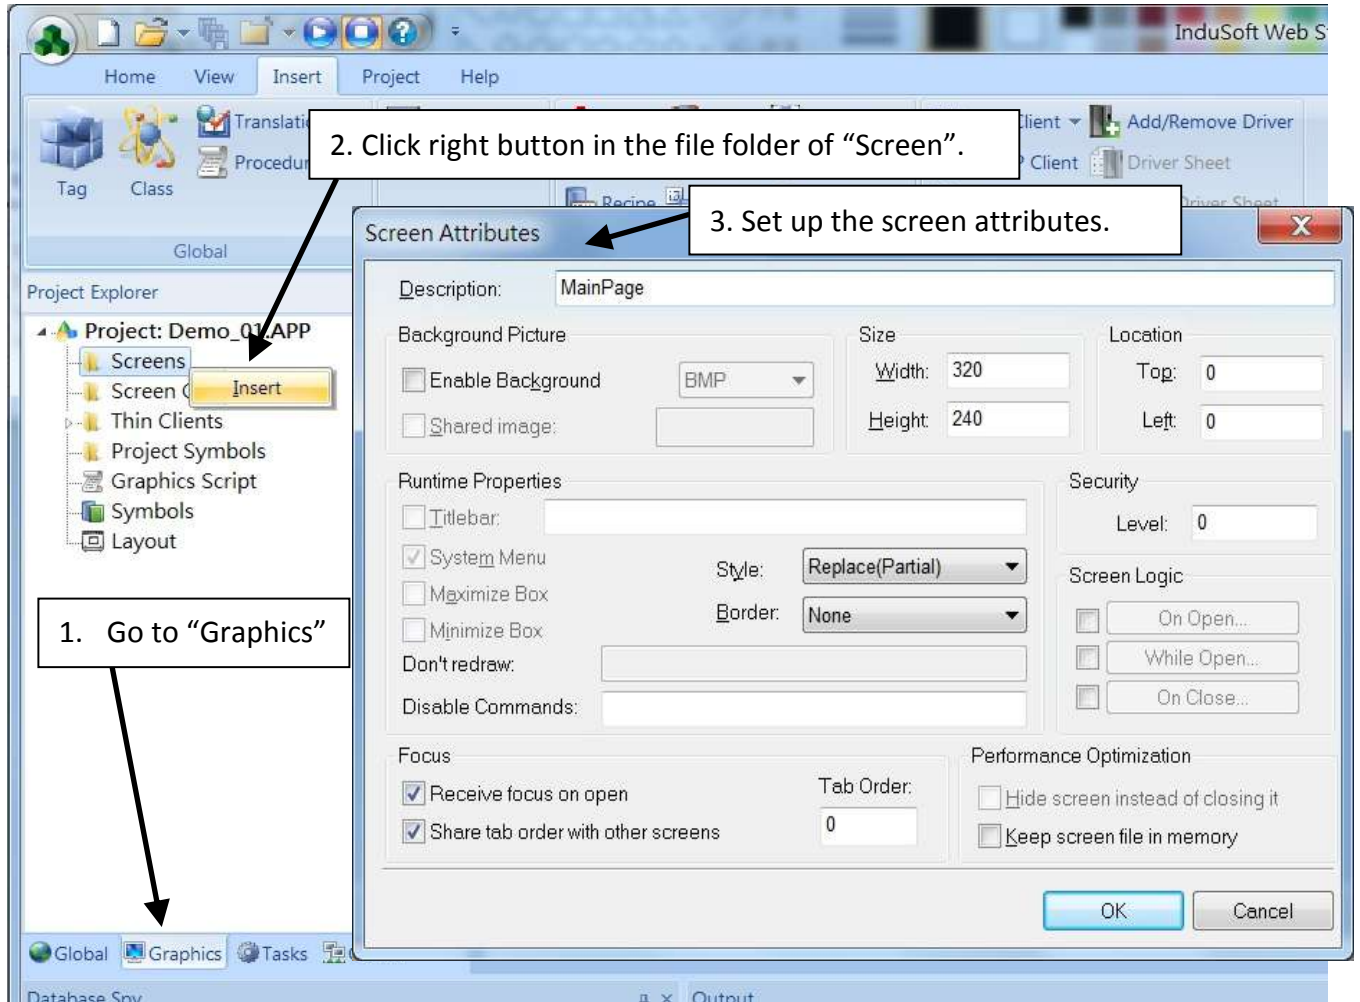 InduSoft Web S
Home View Insert Project Help
Translati
Procedu
Tag Class
Global
2. Click right button in the file folder of “Screen”.
Recipe
Client Add/Remove Driver
Client Driver Sheet
Driver Sheet
3. Set up the screen attributes.
Project Explorer
Project: Demo_01.APP
Screens
Screen
Insert
Thin Clients
Project Symbols
Graphics Script
Symbols
Layout
1. Go to “Graphics”
Global Graphics Tasks
Database Spy
Output
Screen Attributes
Description: MainPage
Background Picture
Enable Background BMP
Shared image:
Size
Width: 320
Height: 240
Location
Top: 0
Left: 0
Runtime Properties
Titlebar:
System Menu
Maximize Box
Minimize Box
Style: Replace(Partial)
Border: None
Don't redraw:
Disable Commands:
Security
Level: 0
Screen Logic
On Open...
While Open...
On Close...
Focus
Receive focus on open
Share tab order with other screens
Tab Order:
0
Performance Optimization
Hide screen instead of closing it
Keep screen file in memory
OK Cancel